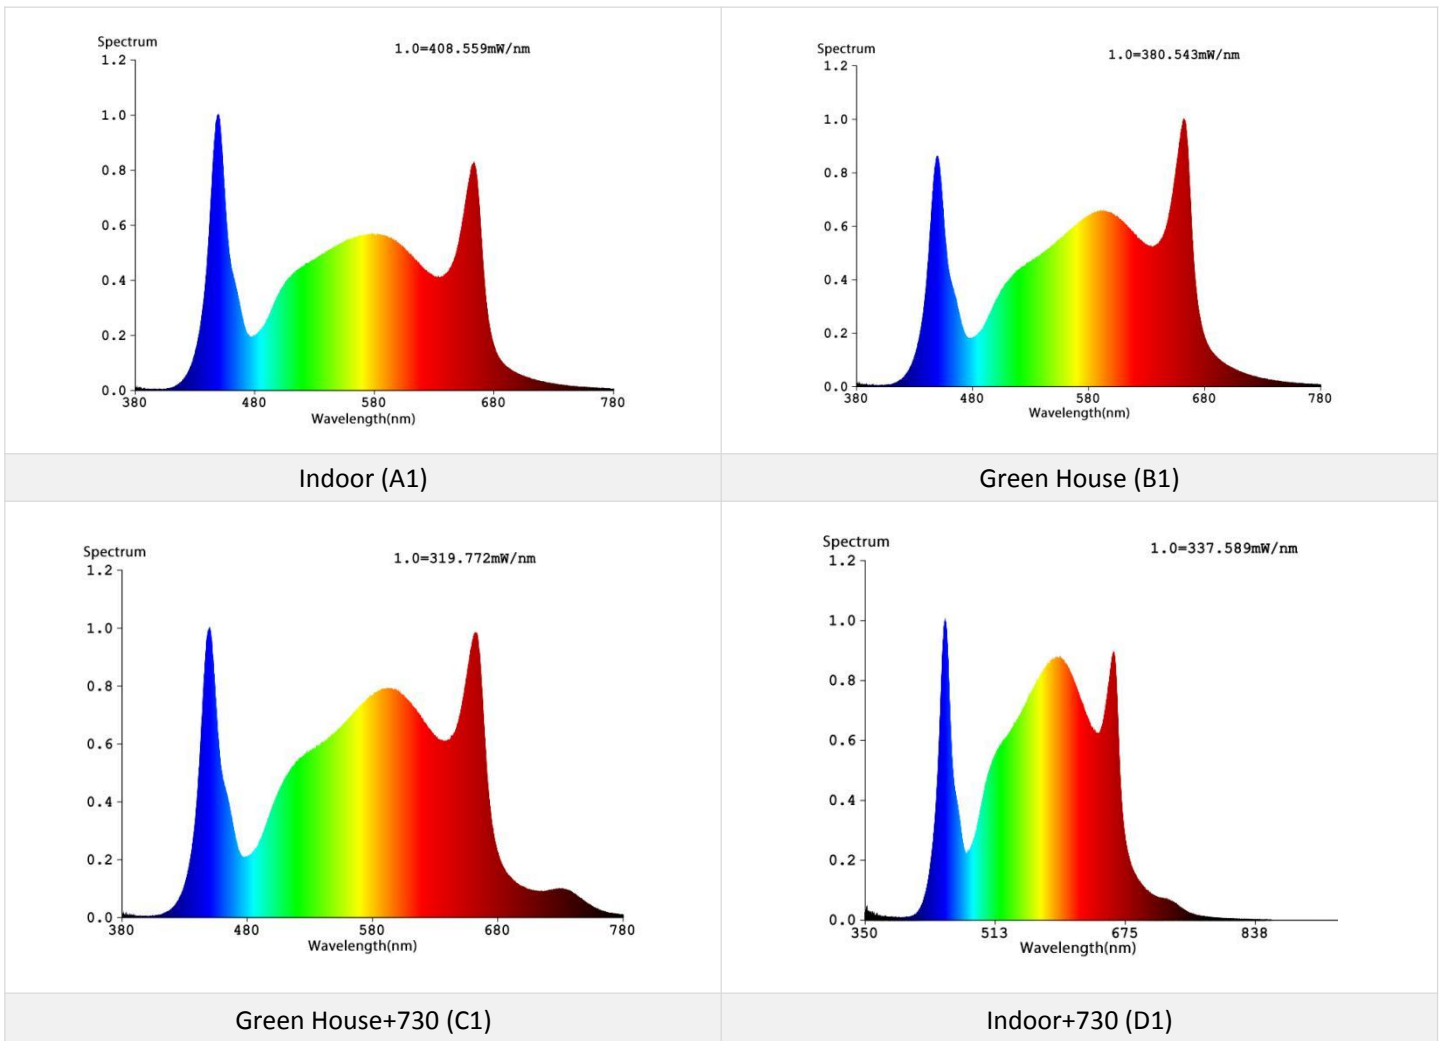 Spectrum
1.0=408.559mW/nm
1.2
1.0
0.8
0.6
0.4
0.2
0.0
380 480 580 680 780
Wavelength(nm)
Indoor (A1)
Spectrum
1.0=380.543mW/nm
1.2
1.0
0.8
0.6
0.4
0.2
0.0
380 480 580 680 780
Wavelength(nm)
Green House (B1)
Spectrum
1.0=319.772mW/nm
1.2
1.0
0.8
0.6
0.4
0.2
0.0
380 480 580 680 780
Wavelength(nm)
Green House+730 (C1)
Spectrum
1.0=337.589mW/nm
1.2
1.0
0.8
0.6
0.4
0.2
0.0
350 513 675 838
Wavelength(nm)
Indoor+730 (D1)